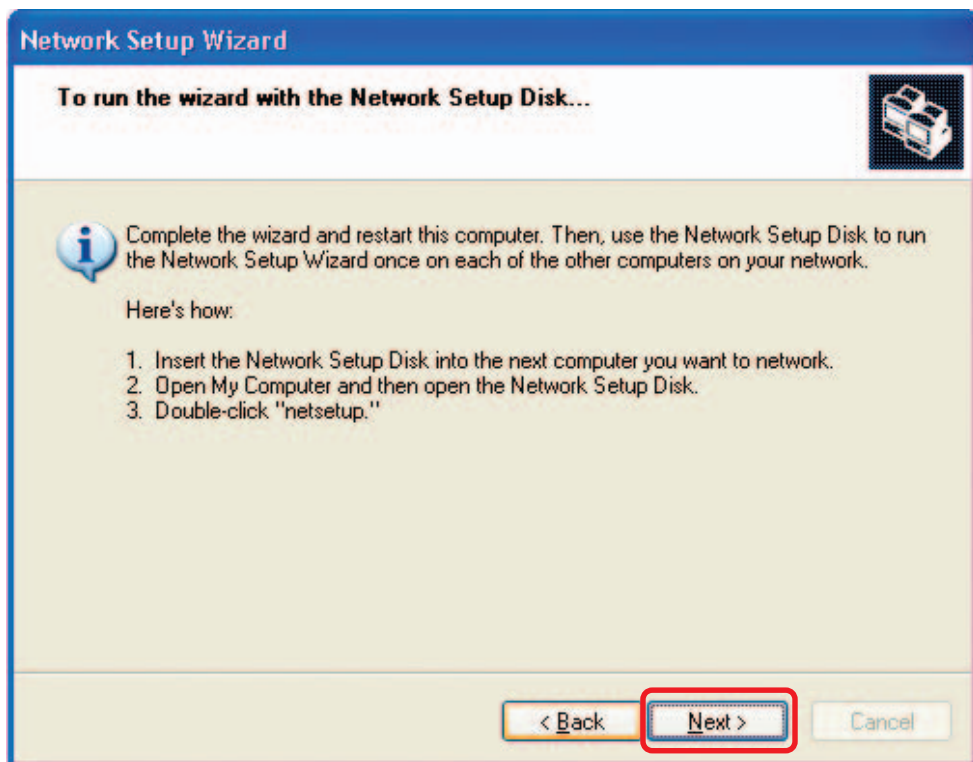 Network Setup Wizard
To run the wizard with the Network Setup Disk...
Complete the wizard and restart this computer. Then, use the Network Setup Disk to run
the Network Setup Wizard once on each of the other computers on your network.
Here's how:
1. Insert the Network Setup Disk into the next computer you want to network.
2. Open My Computer and then open the Network Setup Disk.
3. Double-click "netsetup."
< Back
Next >
Cancel